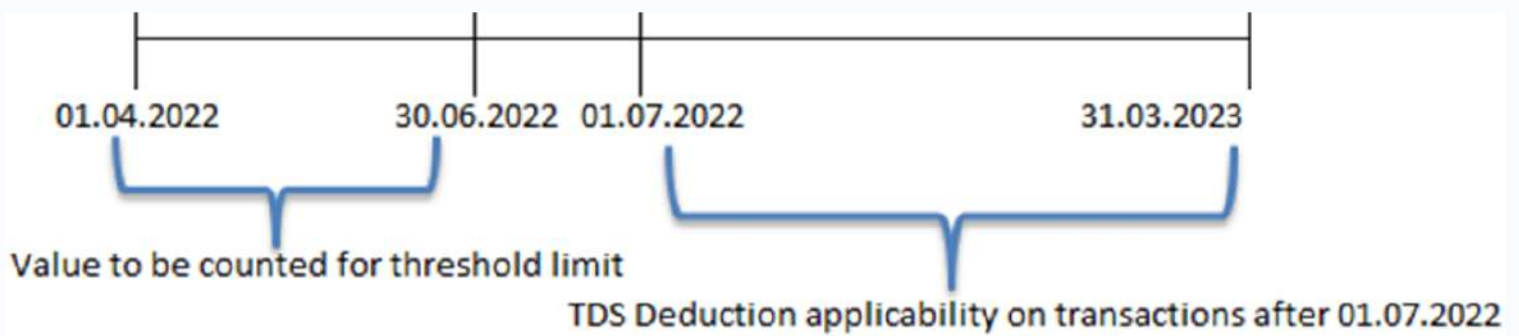 01.04.2022 30.06.2022 01.07.2022 31.03.2023
Value to be counted for threshold limit
TDS Deduction applicability on transactions after 01.07.2022